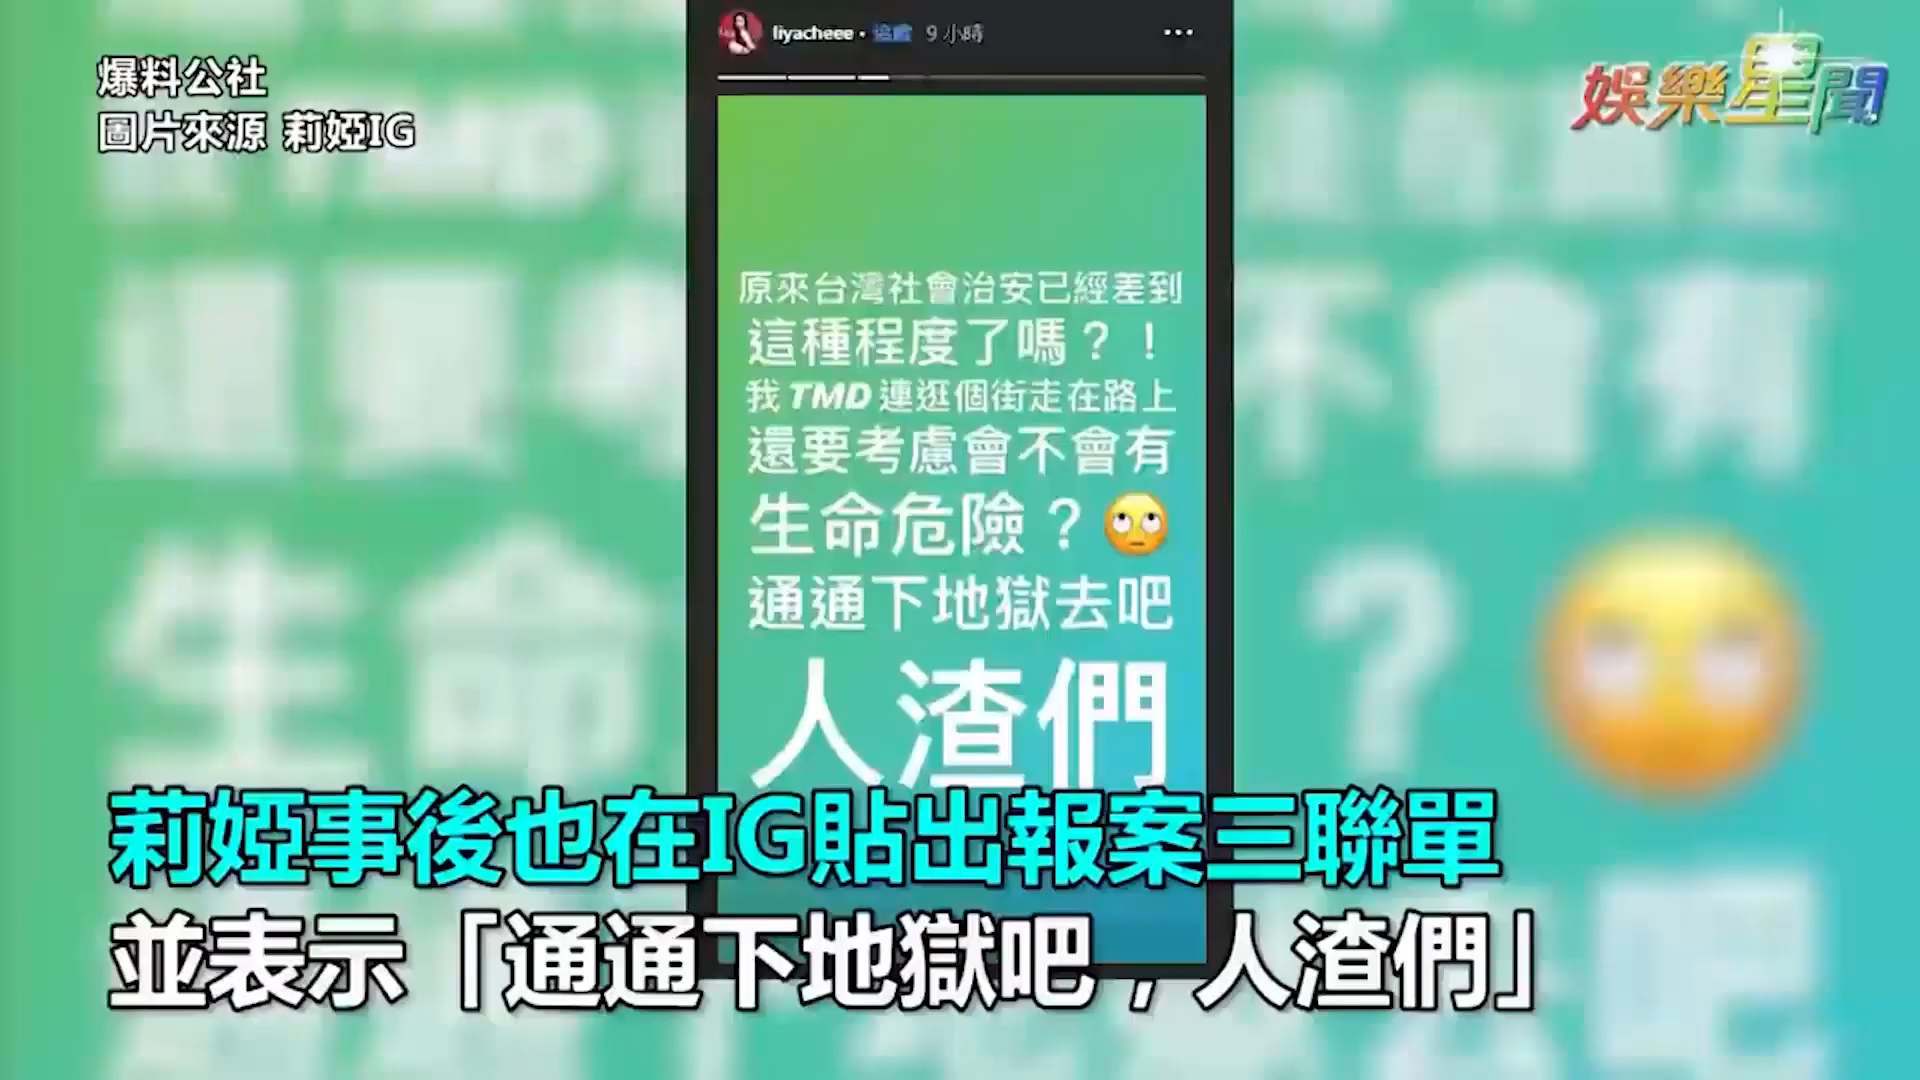 爆料公社
圖片來源 莉婭IG
娛樂星聞
liyacheee • 追蹤 9 小時
原來台灣社會治安已經差到
這種程度了嗎？！
我 TMD 連逛個街走在路上
還要考慮會不會有
生命危險？🙄
通通下地獄去吧
人渣們
莉婭事後也在IG貼出報案三聯單
並表示「通通下地獄吧，人渣們」